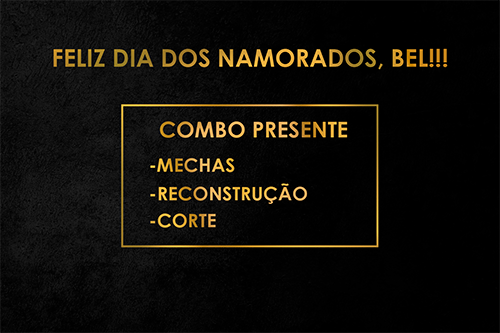 FELIZ DIA DOS NAMORADOS, BEL!!!
COMBO PRESENTE
-MECHAS
-RECONSTRUÇÃO
-CORTE